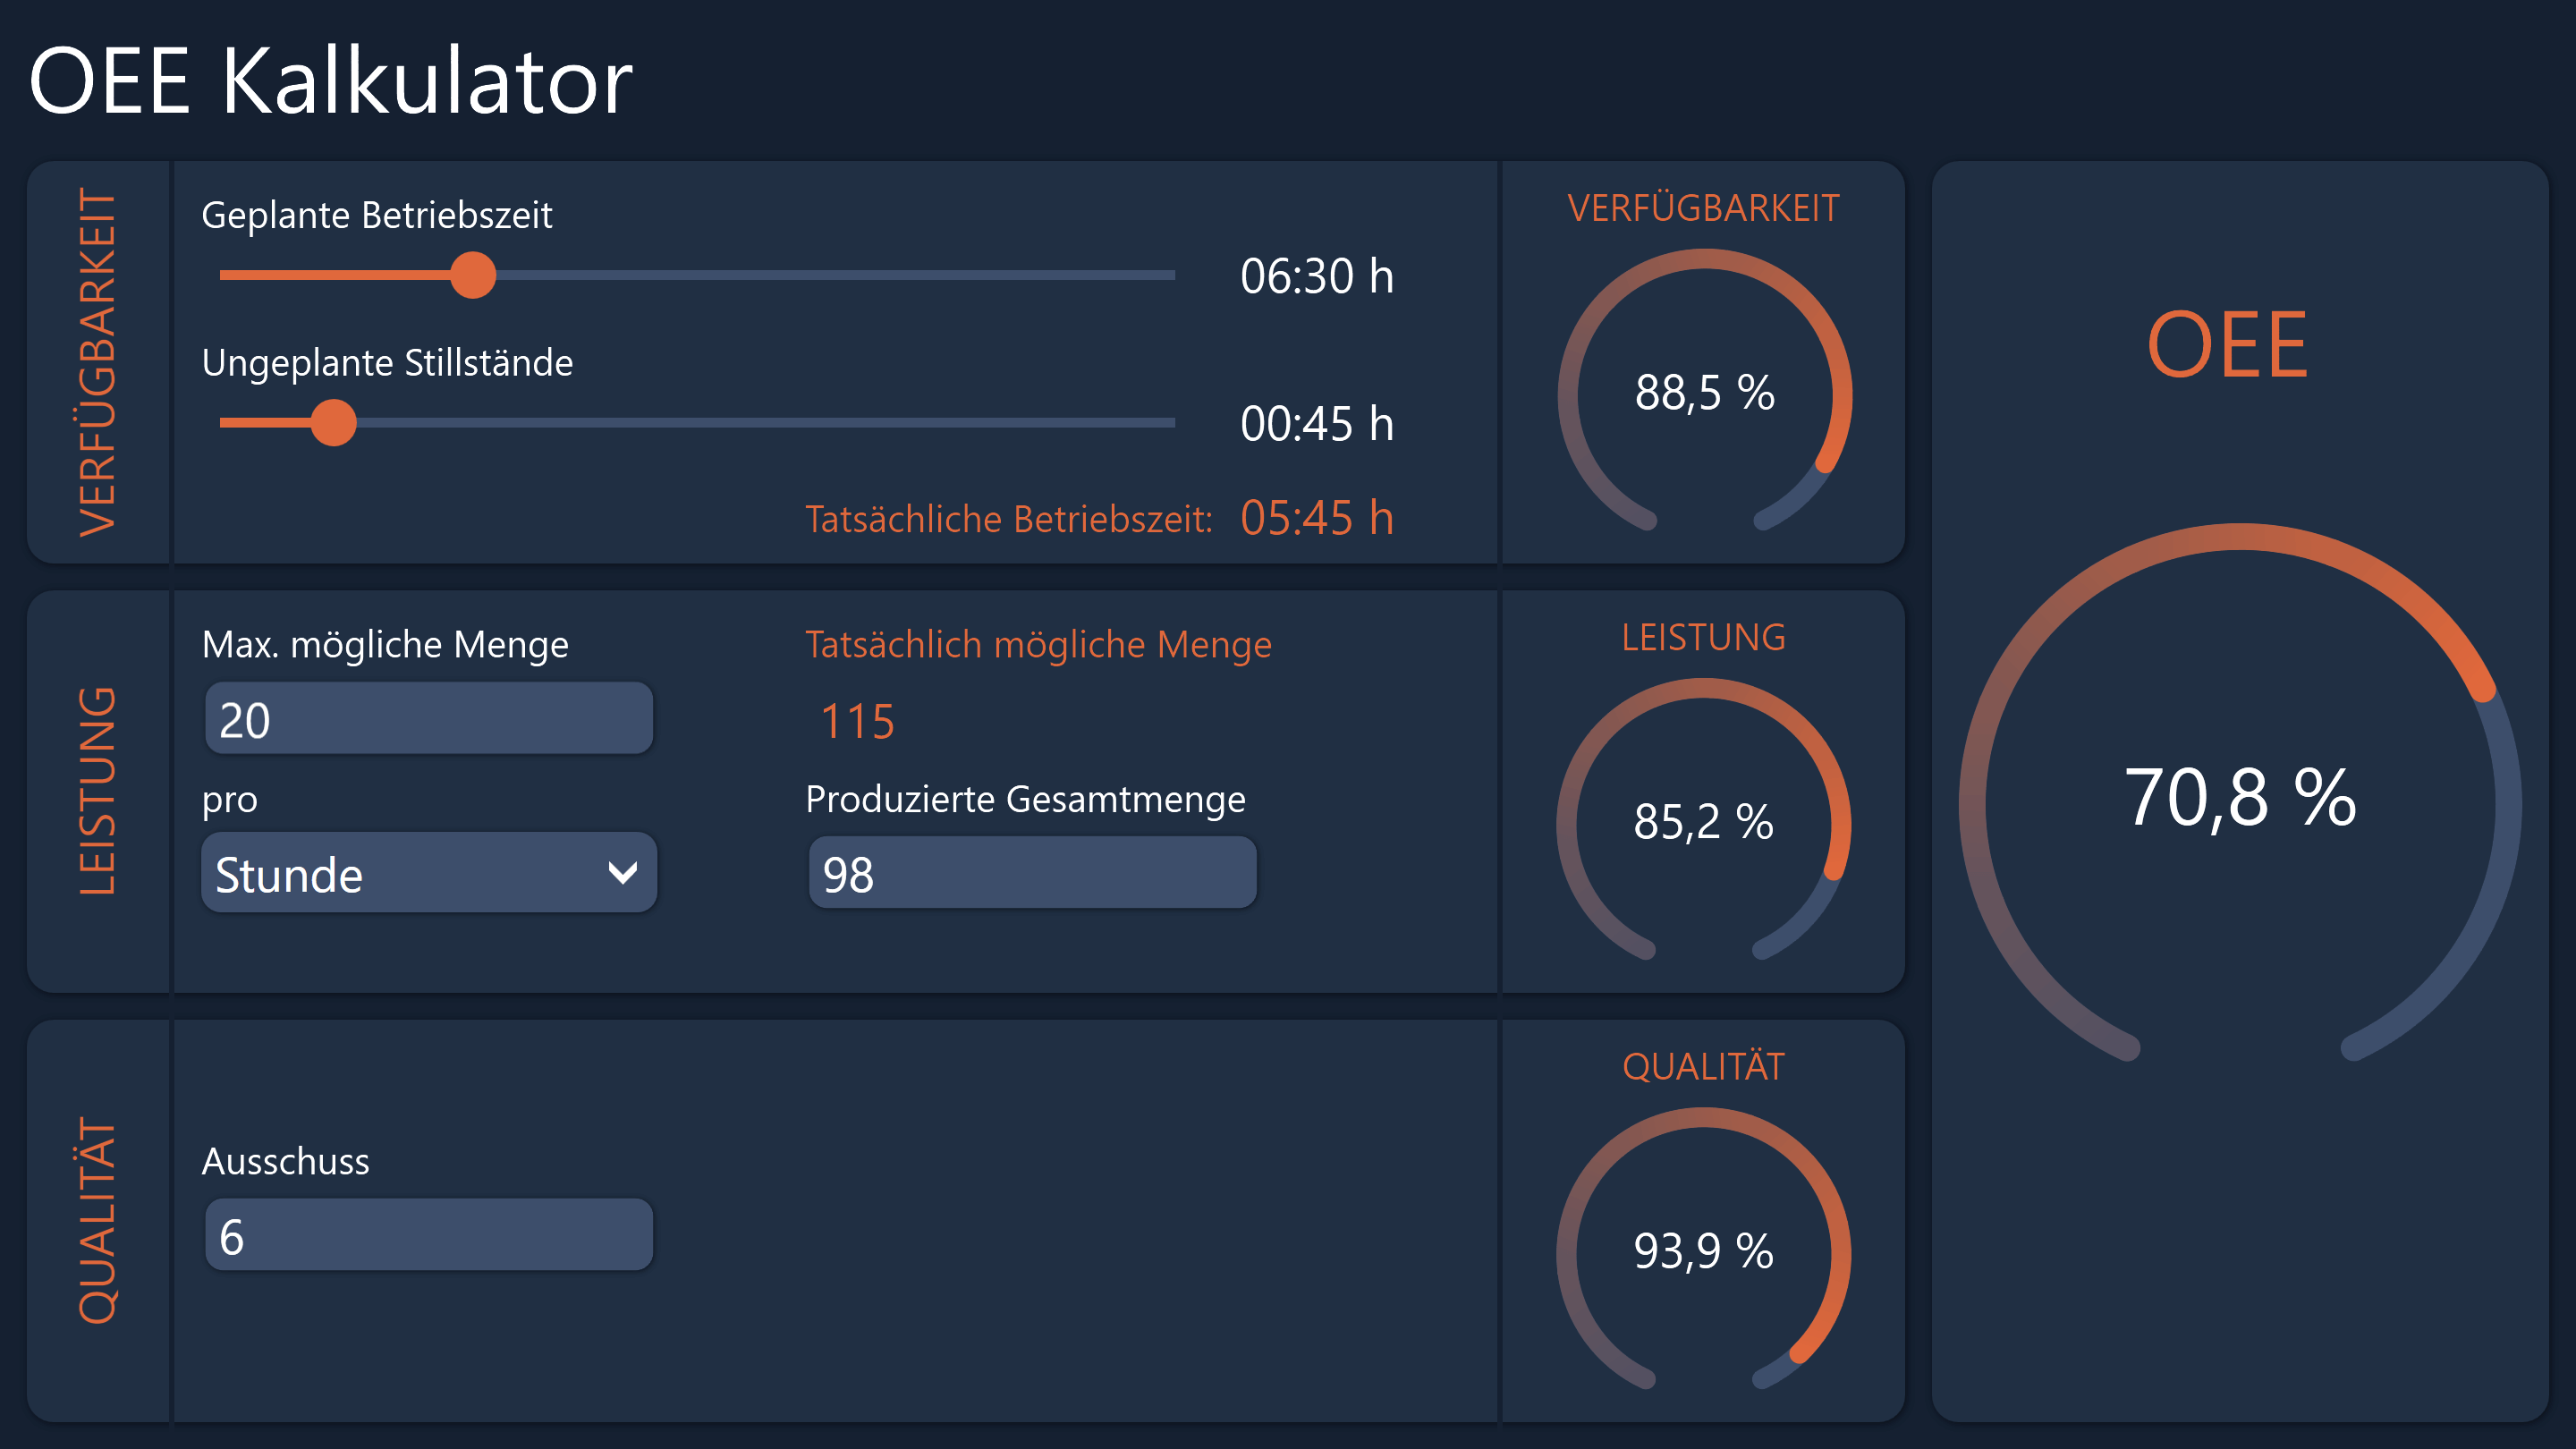 OEE Kalkulator
VERFÜGBARKEIT
Geplante Betriebszeit
06:30 h
Ungeplante Stillstände
00:45 h
Tatsächliche Betriebszeit: 05:45 h
VERFÜGBARKEIT
88,5 %
LEISTUNG
Max. mögliche Menge
20
pro
Stunde
Tatsächlich mögliche Menge
115
Produzierte Gesamtmenge
98
LEISTUNG
85,2 %
QUALITÄT
Ausschuss
6
QUALITÄT
93,9 %
OEE
70,8 %